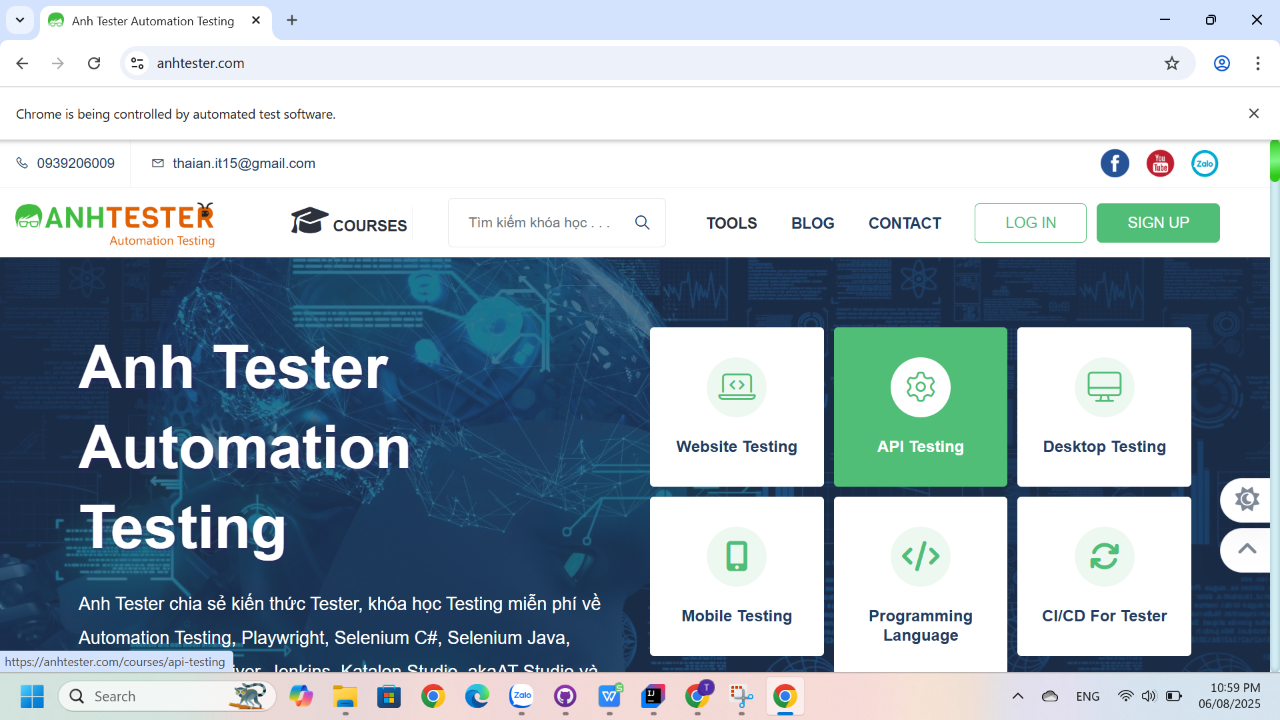 Anh Tester Automation Testing
anhtester.com
Chrome is being controlled by automated test software.
0939206009
thaian.it15@gmail.com
You
Tube
Zalo
ANHTESTER
Automation Testing
COURSES
Tìm kiếm khóa học . . .
TOOLS
BLOG
CONTACT
LOG IN
SIGN UP
Anh Tester
Automation
Testing
Anh Tester chia sẻ kiến thức Tester, khóa học Testing miễn phí về
Automation Testing, Playwright, Selenium C#, Selenium Java,
Jenkins, Katalon Studio, akaAT Studio và
Website Testing
API Testing
Desktop Testing
Mobile Testing
Programming
Language
CI/CD For Tester
https://anhtester.com/courses/api-testing
Search
Zalo
T
ENG
10:59 PM
06/08/2025